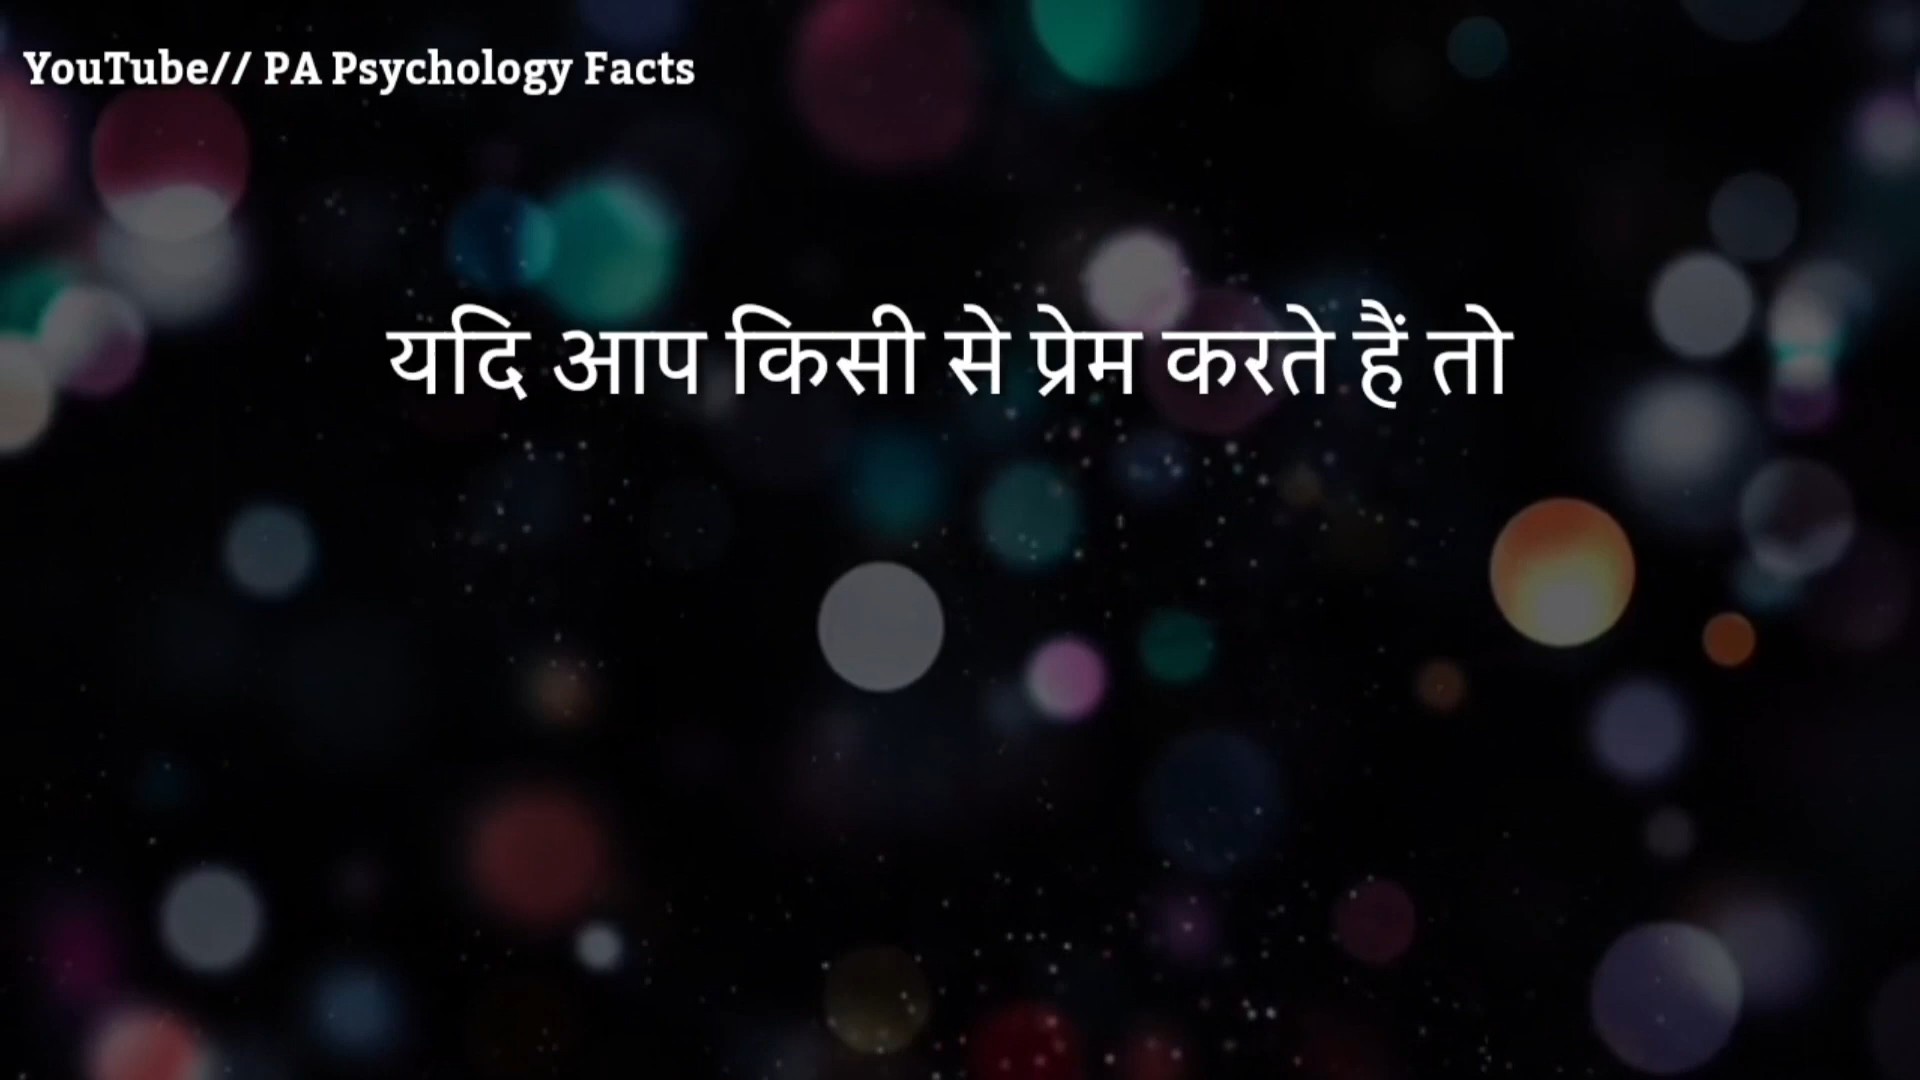 YouTube// PA Psychology Facts
यदि आप किसी से प्रेम करते हैं तो